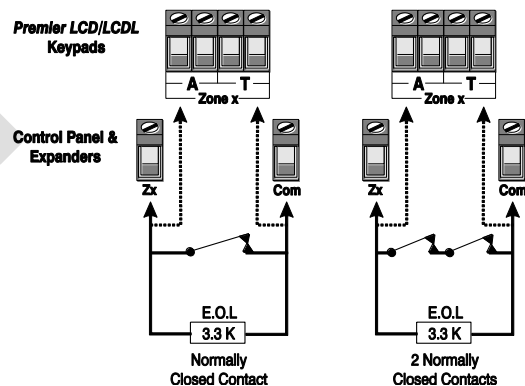 Premier LCD/LCDL
Keypads
A T
Zone x
A T
Zone x
Control Panel &
Expanders
Zx Com
Zx Com
E.O.L
3.3 K
Normally
Closed Contact
E.O.L
3.3 K
2 Normally
Closed Contacts